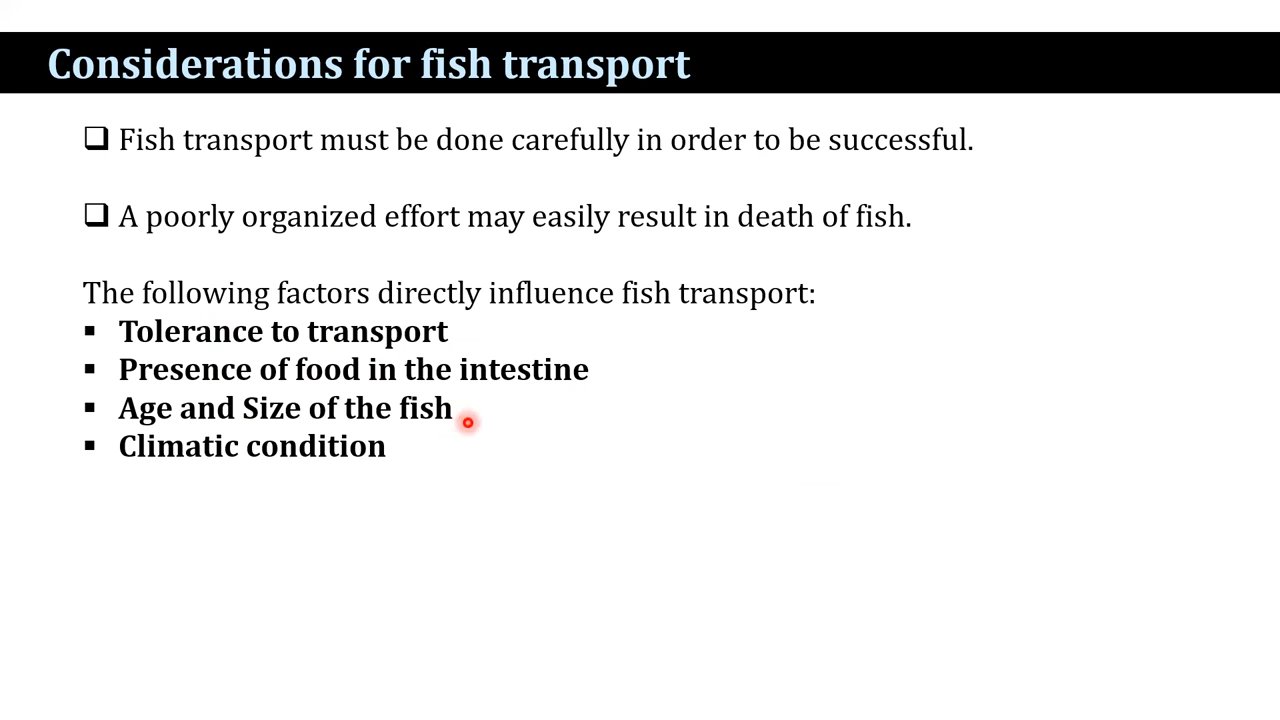 Considerations for fish transport
❑ Fish transport must be done carefully in order to be successful.
❑ A poorly organized effort may easily result in death of fish.
The following factors directly influence fish transport:
▪ Tolerance to transport
▪ Presence of food in the intestine
▪ Age and Size of the fish
▪ Climatic condition